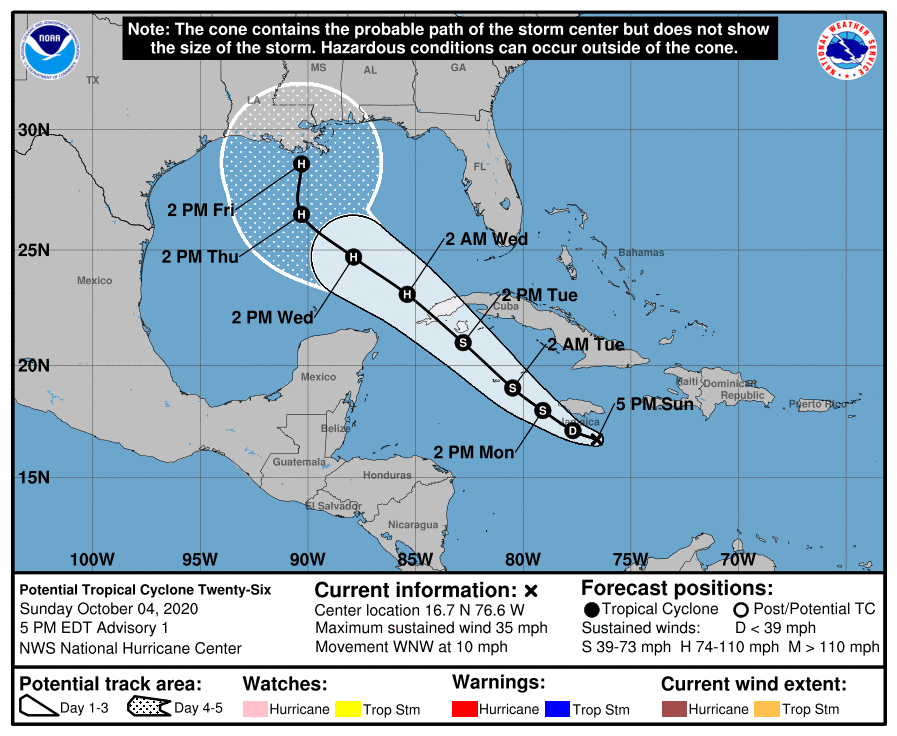 Note: The cone contains the probable path of the storm center but does not show
the size of the storm. Hazardous conditions can occur outside of the cone.
NOAA
NATIONAL WEATHER SERVICE
TX
MS
AL
GA
LA
30N
FL
2 PM Fri
2 AM Wed
25N
2 PM Thu
Bahamas
Mexico
2 PM Tue
Cuba
2 PM Wed
2 AM Tue
20N
Mexico
Haiti
Dominican
Republic
Puerto Rico
5 PM Sun
Jamaica
Belize
2 PM Mon
Guatemala
15N
Honduras
El Salvador
Nicaragua
H
H
H
H
S
S
S
D
100W
95W
90W
85W
80W
75W
70W
Potential Tropical Cyclone Twenty-Six
Sunday October 04, 2020
5 PM EDT Advisory 1
NWS National Hurricane Center
Current information: ×
Center location 16.7 N 76.6 W
Maximum sustained wind 35 mph
Movement WNW at 10 mph
Forecast positions:
Tropical Cyclone Post/Potential TC
Sustained winds: D < 39 mph
S 39-73 mph H 74-110 mph M > 110 mph
Potential track area:
Day 1-3 Day 4-5
Watches:
Hurricane Trop Stm
Warnings:
Hurricane Trop Stm
Current wind extent:
Hurricane Trop Stm